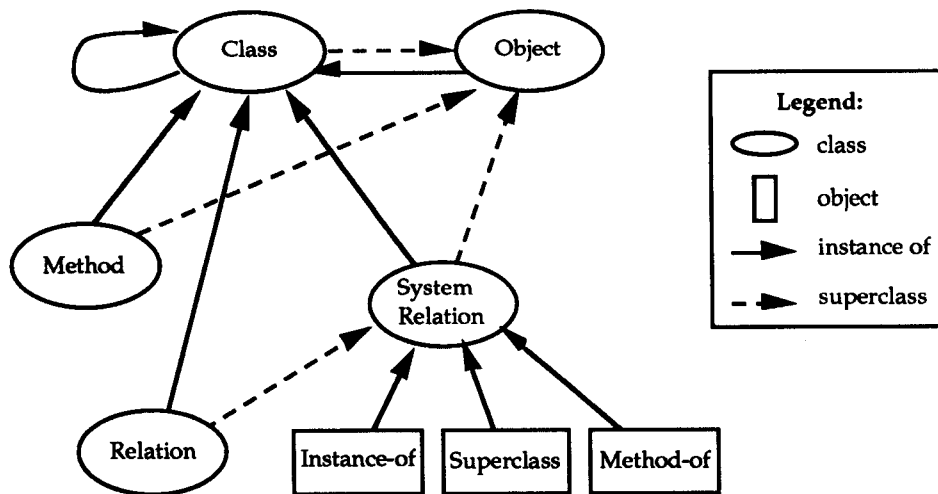 Class
Object
Legend:
class
object
instance of
superclass
Method
System
Relation
Relation
Instance-of
Superclass
Method-of